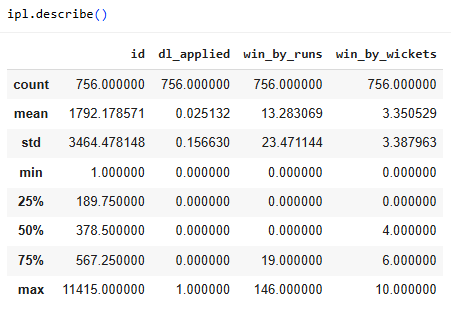 ipl.describe()
id dl_applied win_by_runs win_by_wickets
count 756.000000 756.000000 756.000000 756.000000
mean 1792.178571 0.025132 13.283069 3.350529
std 3464.478148 0.156630 23.471144 3.387963
min 1.000000 0.000000 0.000000 0.000000
25% 189.750000 0.000000 0.000000 0.000000
50% 378.500000 0.000000 0.000000 4.000000
75% 567.250000 0.000000 19.000000 6.000000
max 11415.000000 1.000000 146.000000 10.000000